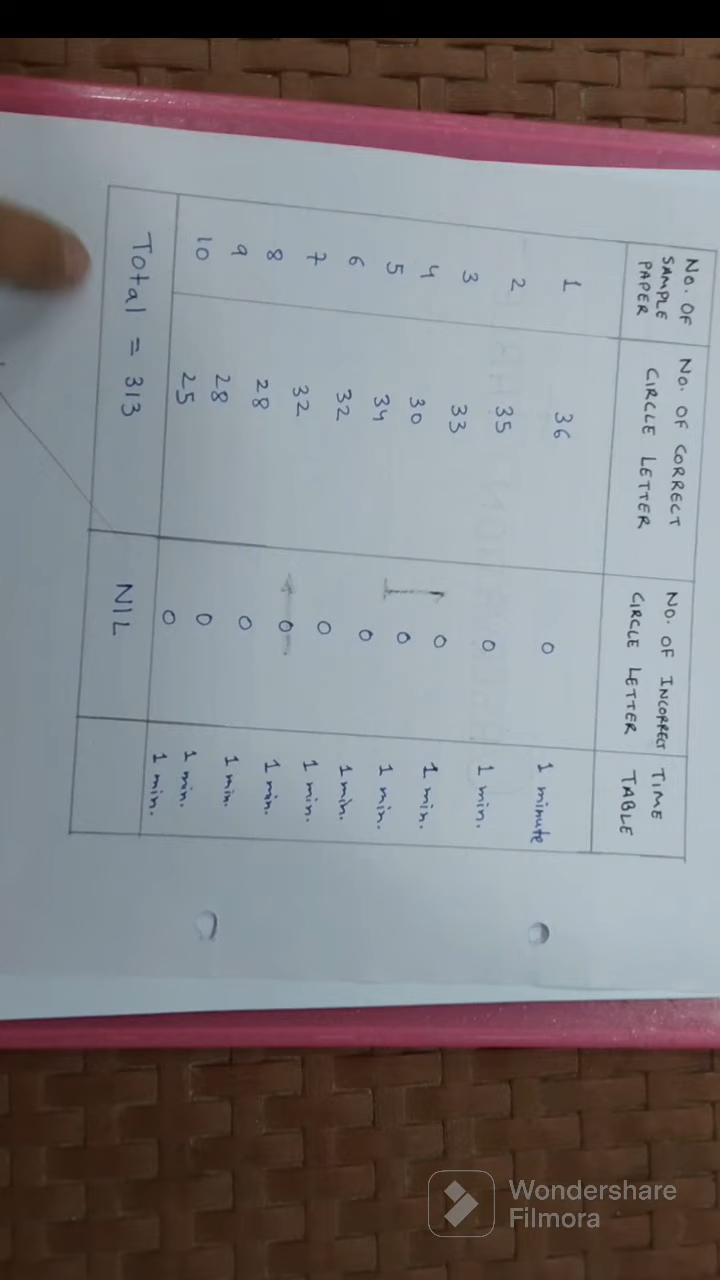 NO. OF SAMPLE PAPER NO. OF CORRECT CIRCLE LETTER NO. OF INCORRECT CIRCLE LETTER TIME TABLE
1 36 0 1 minute
2 35 0 1 min.
3 33 0 1 min.
4 30 0 1 min.
5 34 0 1 min.
6 32 0 1 min.
7 32 0 1 min.
8 28 0 1 min.
9 28 0 1 min.
10 25 0 1 min.
Total = 313 NIL
Wondershare
Filmora